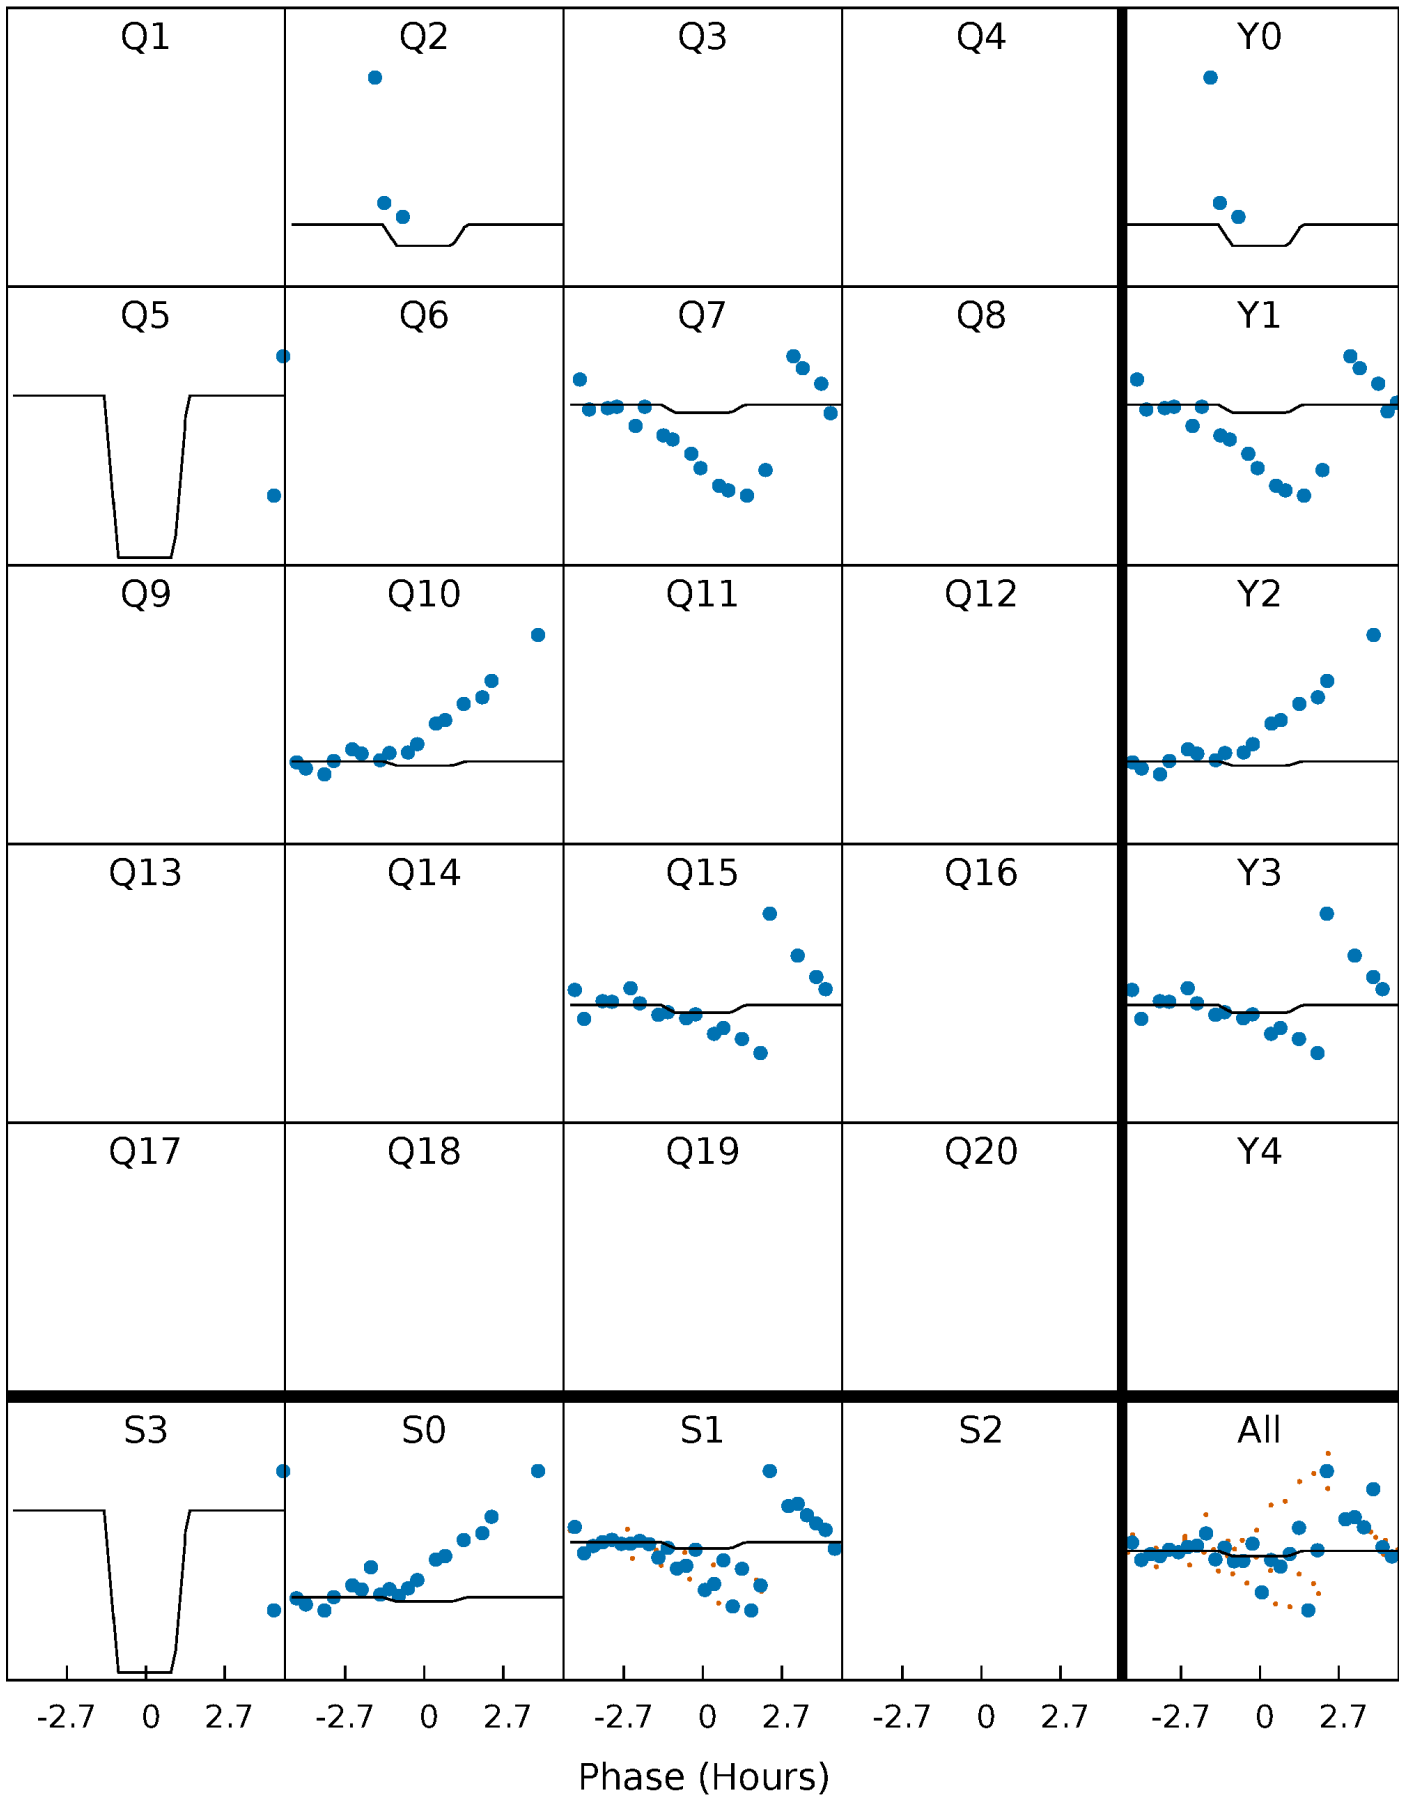 Q1 Q2 Q3 Q4 Y0
Q5 Q6 Q7 Q8 Y1
Q9 Q10 Q11 Q12 Y2
Q13 Q14 Q15 Q16 Y3
Q17 Q18 Q19 Q20 Y4
S3 S0 S1 S2 All
-2.7 0 2.7 -2.7 0 2.7 -2.7 0 2.7 -2.7 0 2.7 -2.7 0 2.7
Phase (Hours)